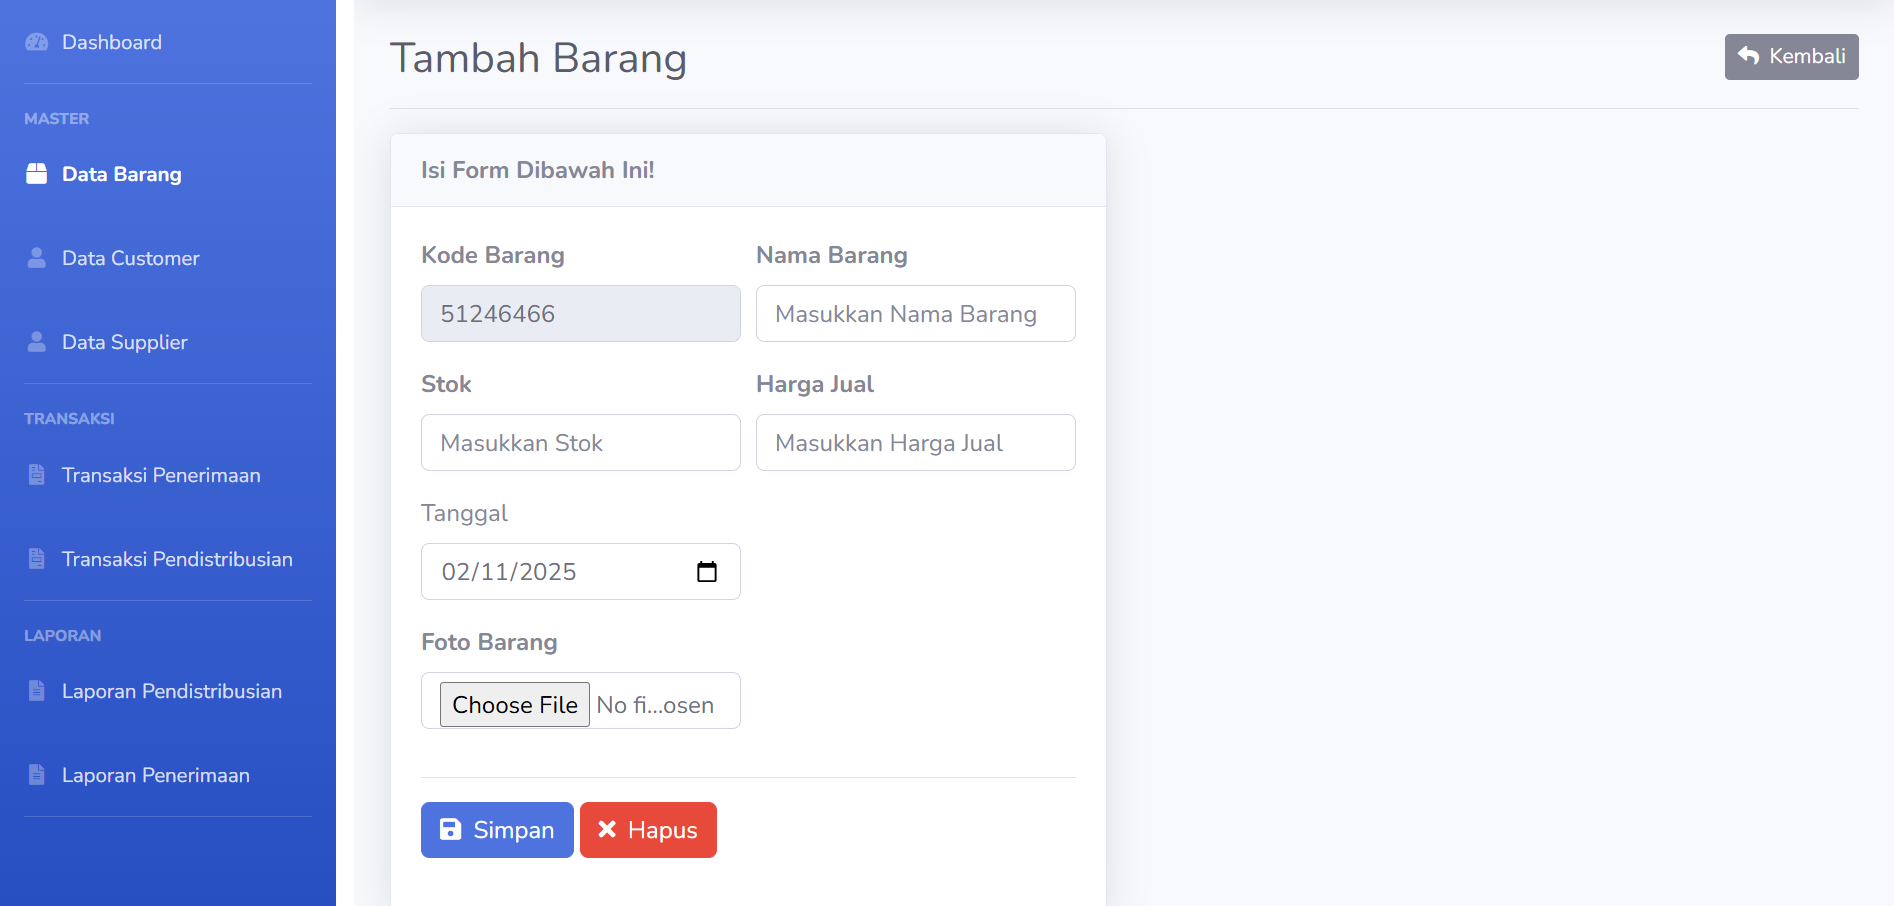 Dashboard
MASTER
Data Barang
Data Customer
Data Supplier
TRANSAKSI
Transaksi Penerimaan
Transaksi Pendistribusian
LAPORAN
Laporan Pendistribusian
Laporan Penerimaan
Tambah Barang
Kembali
Isi Form Dibawah Ini!
Kode Barang
51246466
Nama Barang
Masukkan Nama Barang
Stok
Masukkan Stok
Harga Jual
Masukkan Harga Jual
Tanggal
02/11/2025
Foto Barang
Choose File No fi...osen
Simpan
Hapus